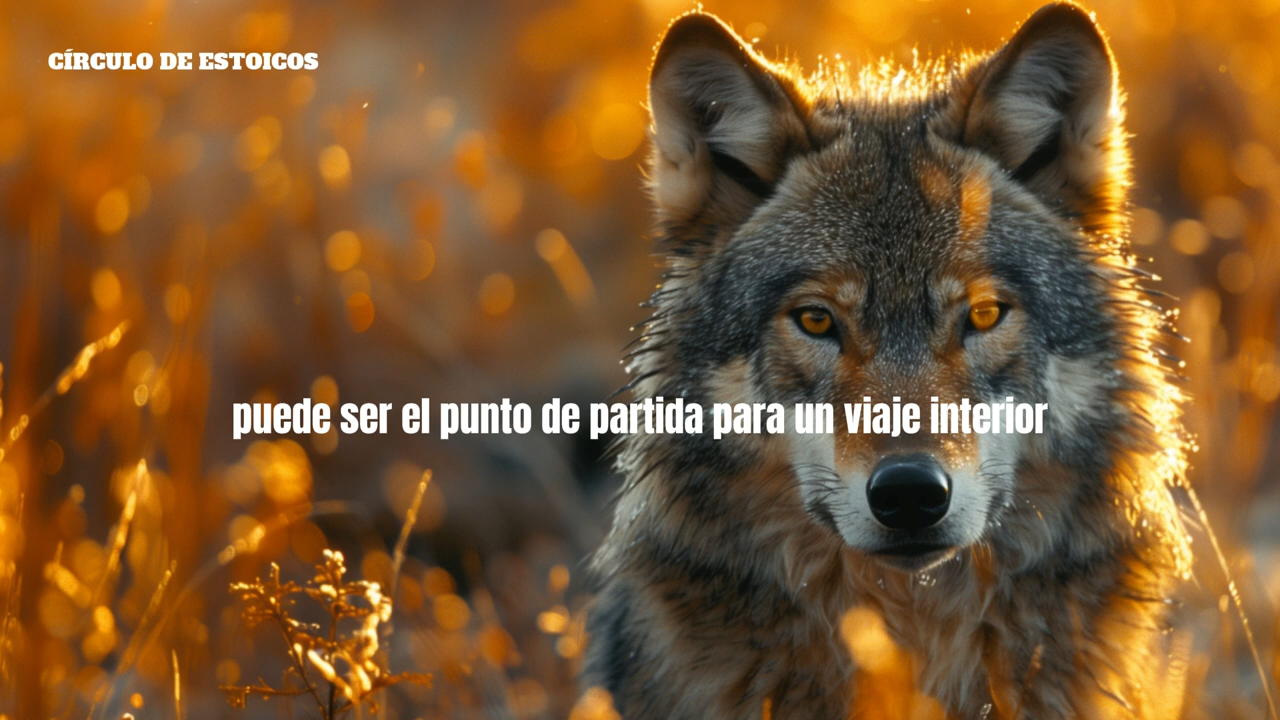 CÍRCULO DE ESTOICOS
puede ser el punto de partida para un viaje interior